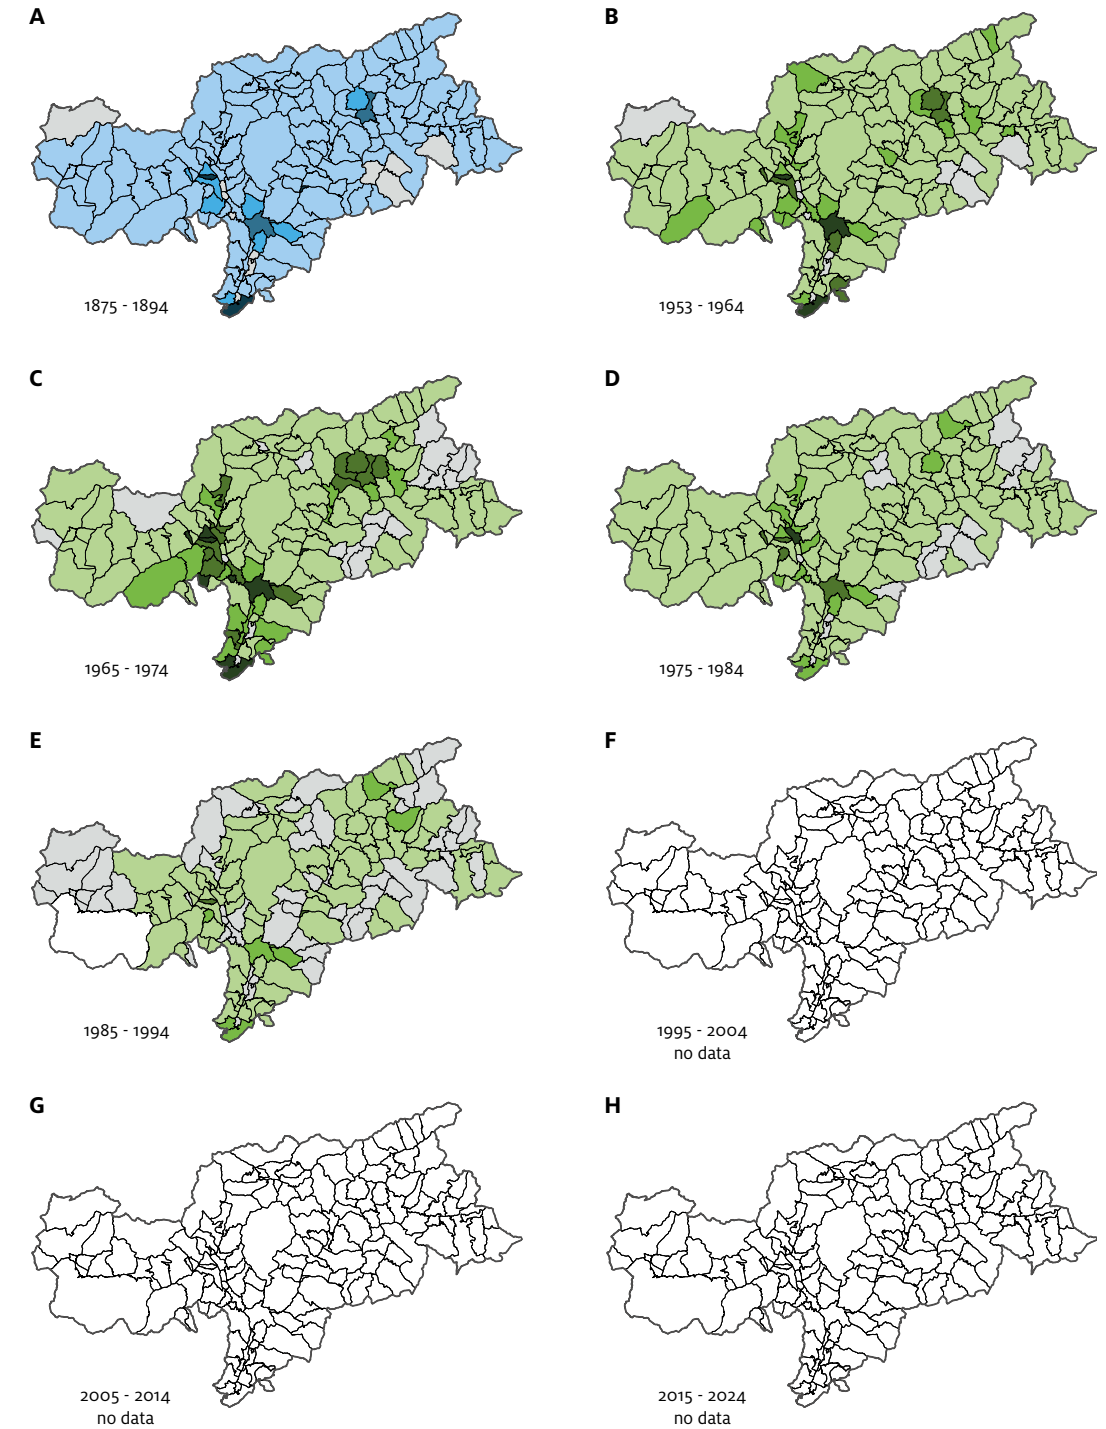 A
B
1875 - 1894
1953 - 1964
C
D
1965 - 1974
1975 - 1984
E
F
1985 - 1994
1995 - 2004
no data
G
H
2005 - 2014
no data
2015 - 2024
no data